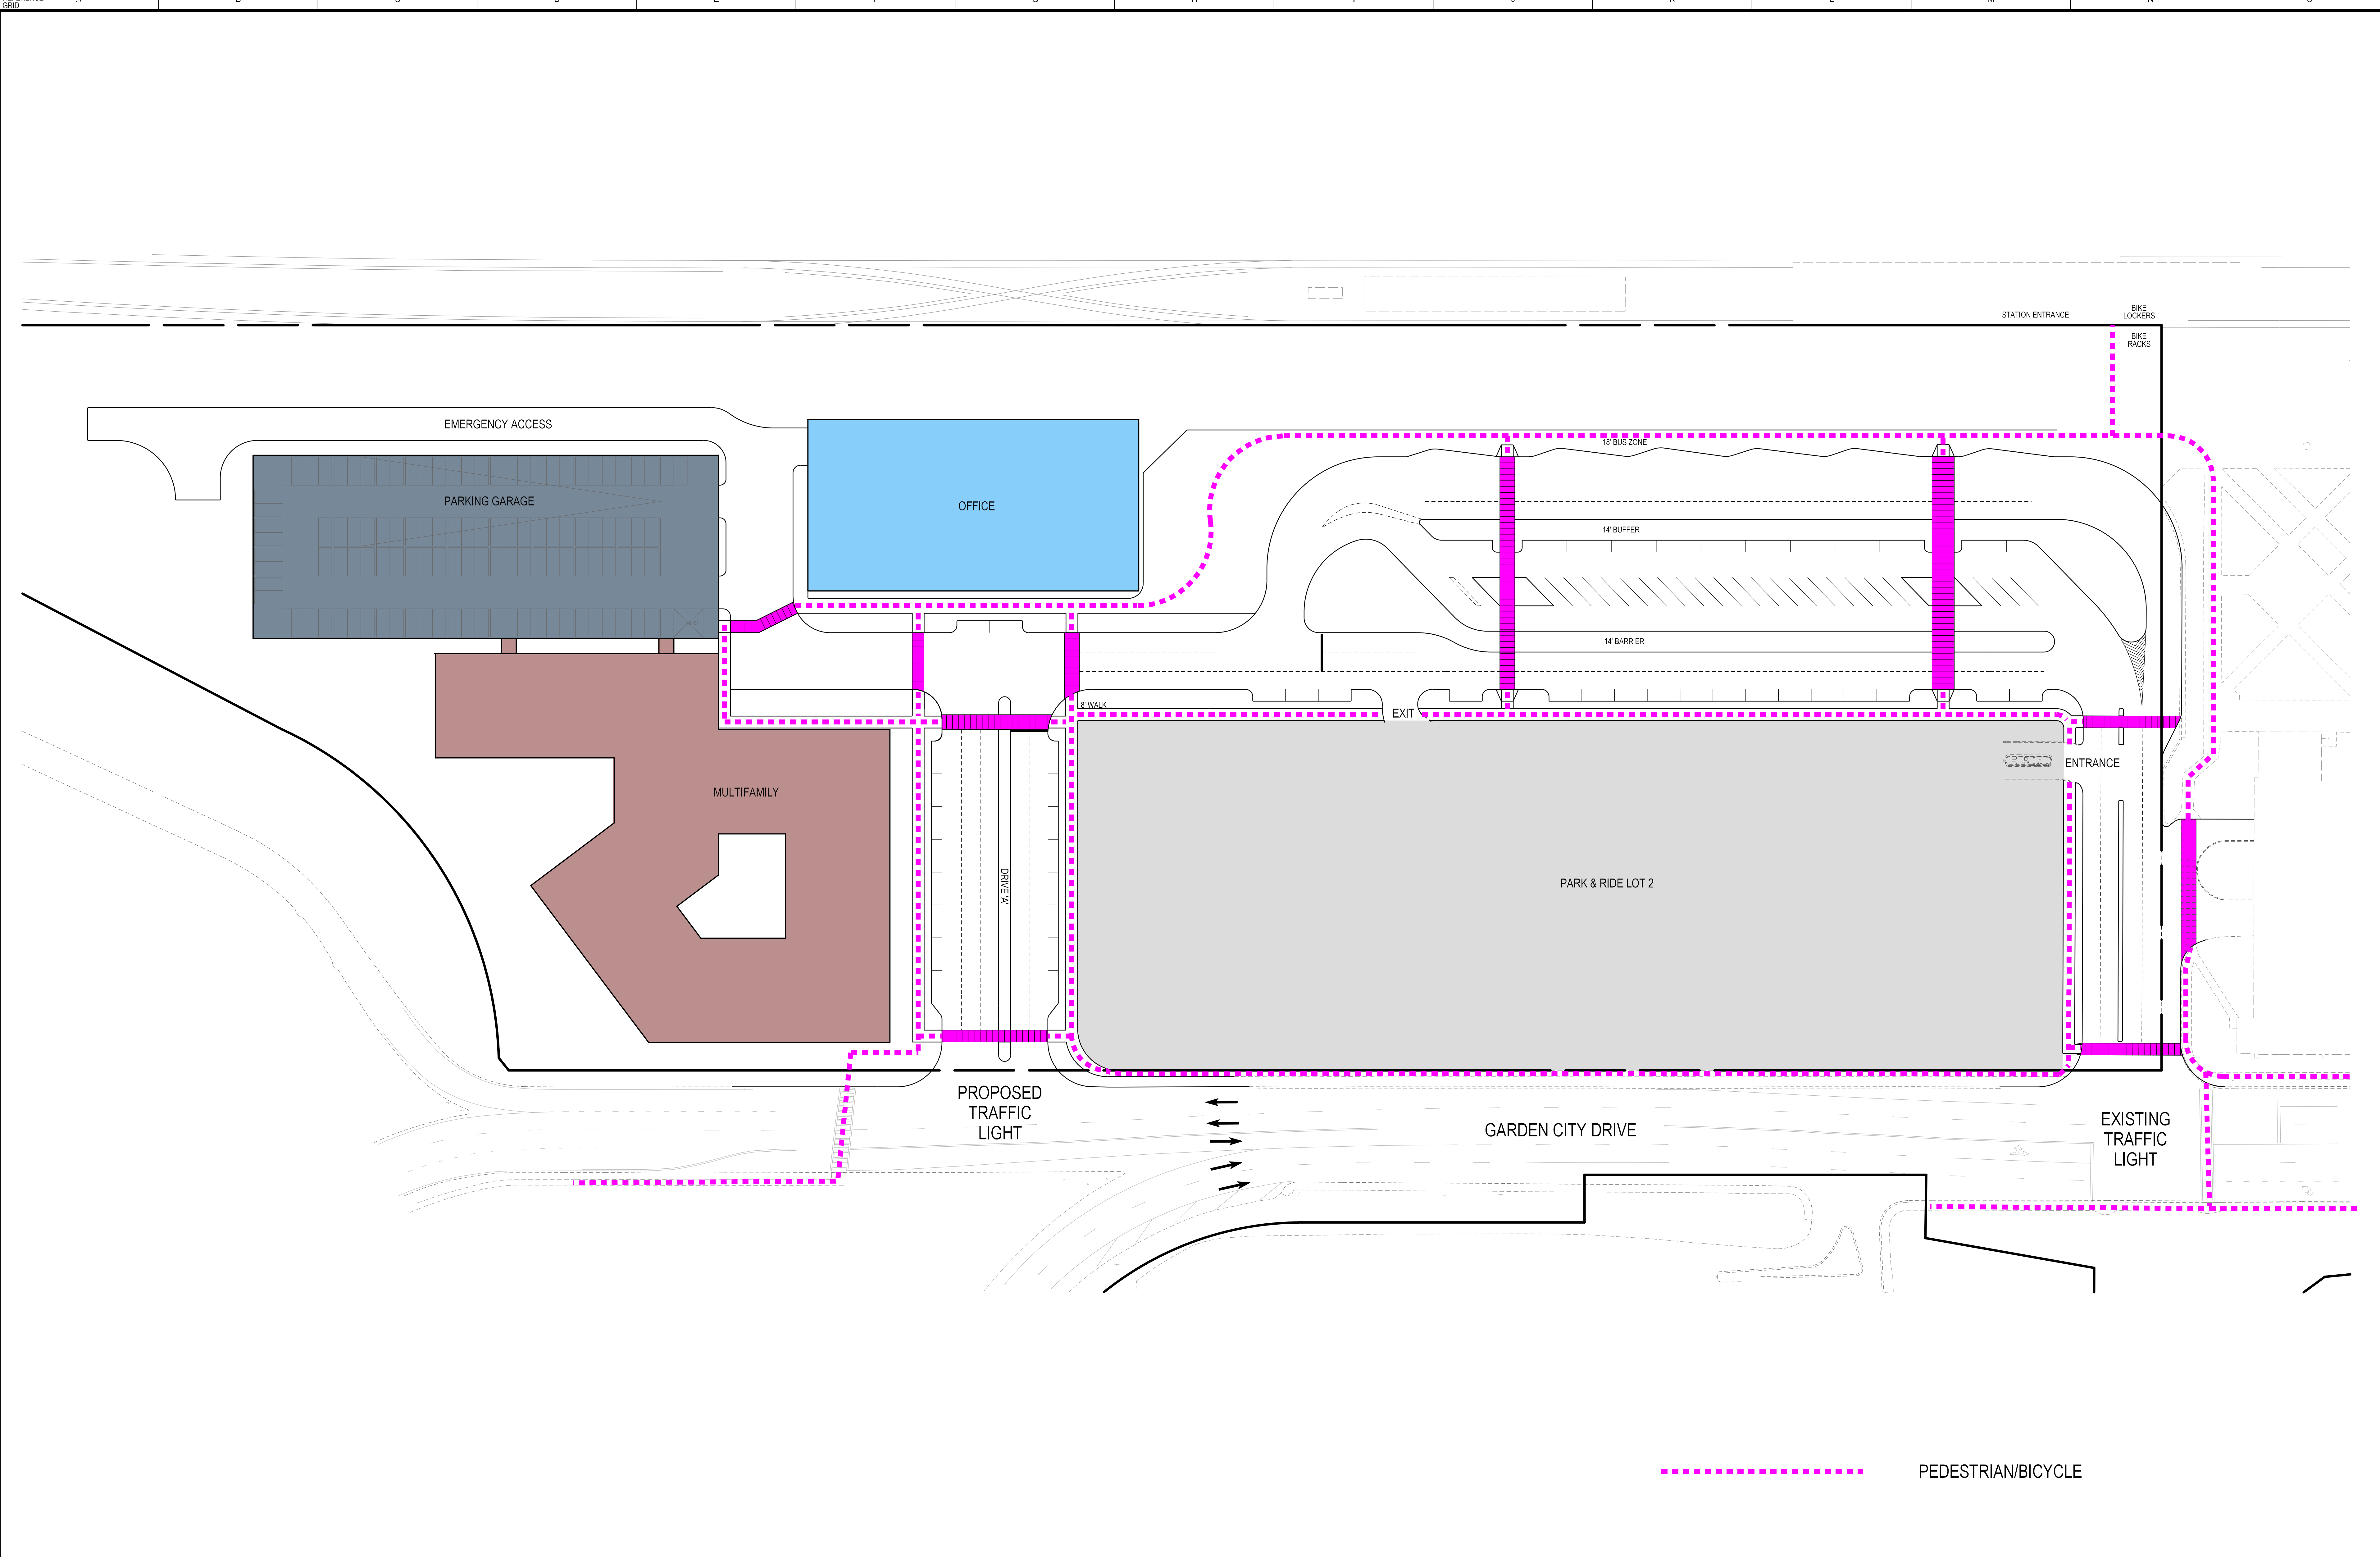 GRID
STATION ENTRANCE
BIKE
LOCKERS
BIKE
RACKS
EMERGENCY ACCESS
18' BUS ZONE
PARKING GARAGE
OFFICE
14' BUFFER
14' BARRIER
8' WALK
EXIT
ENTRANCE
MULTIFAMILY
DRIVE 'A'
PARK & RIDE LOT 2
PROPOSED
TRAFFIC
LIGHT
GARDEN CITY DRIVE
EXISTING
TRAFFIC
LIGHT
PEDESTRIAN/BICYCLE